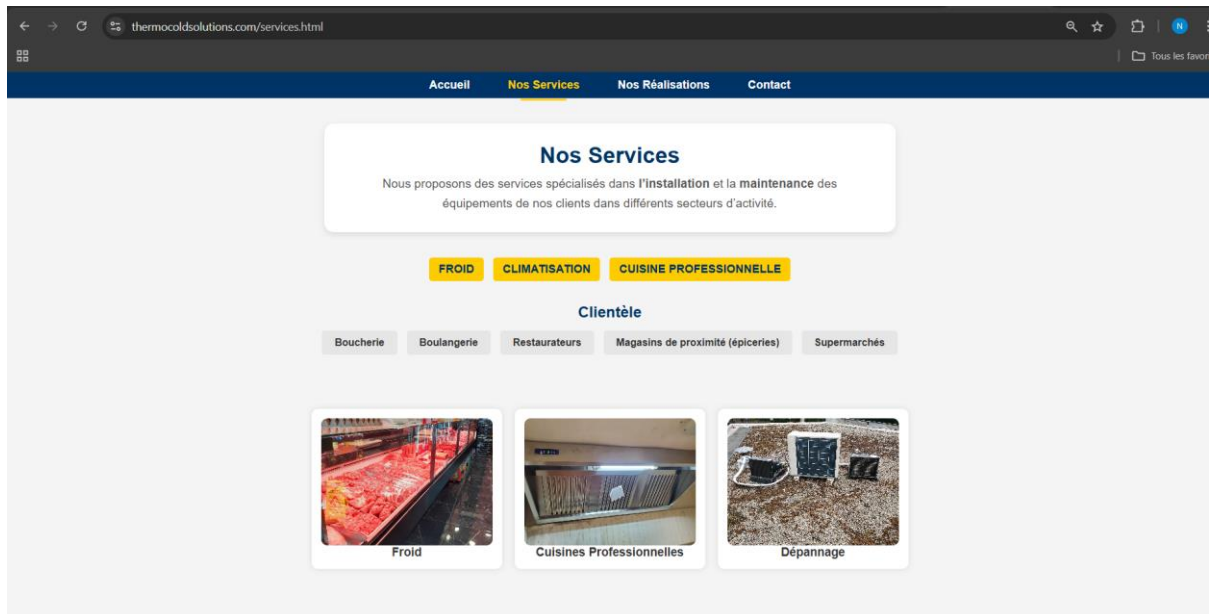 thermocoldsolutions.com/services.html
N
Tous les favor
Accueil Nos Services Nos Réalisations Contact
Nos Services
Nous proposons des services spécialisés dans l'installation et la maintenance des
équipements de nos clients dans différents secteurs d'activité.
FROID CLIMATISATION CUISINE PROFESSIONNELLE
Clientèle
Boucherie Boulangerie Restaurateurs Magasins de proximité (épiceries) Supermarchés
Froid Cuisines Professionnelles Dépannage